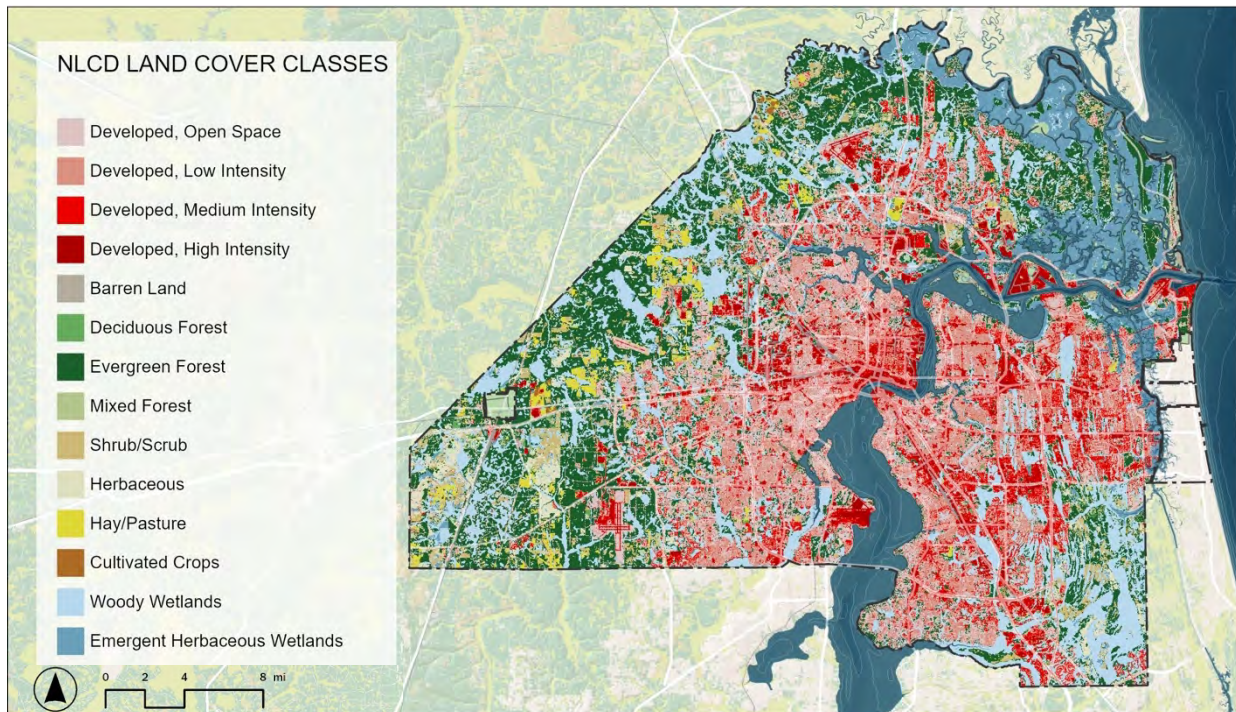 NLCD LAND COVER CLASSES
Developed, Open Space
Developed, Low Intensity
Developed, Medium Intensity
Developed, High Intensity
Barren Land
Deciduous Forest
Evergreen Forest
Mixed Forest
Shrub/Scrub
Herbaceous
Hay/Pasture
Cultivated Crops
Woody Wetlands
Emergent Herbaceous Wetlands
0 2 4 8 mi